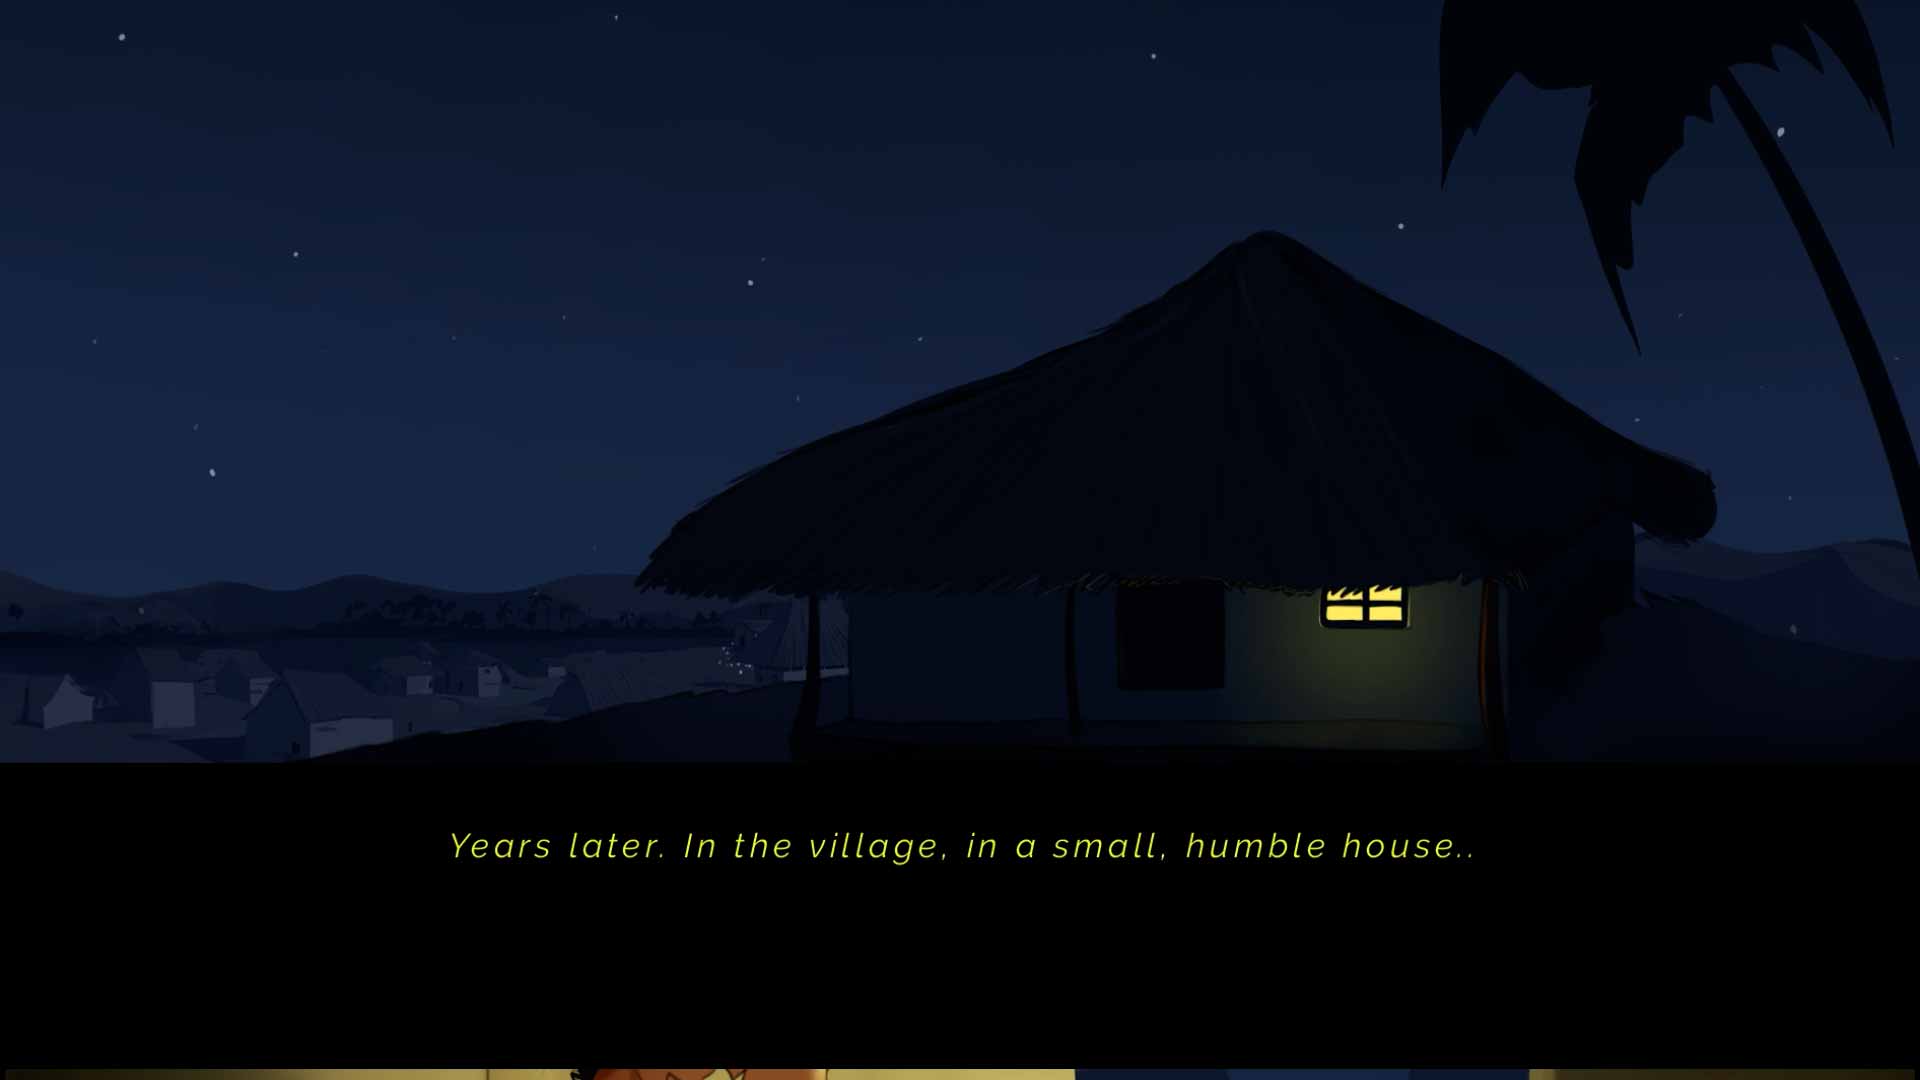 Years later. In the village, in a small, humble house..